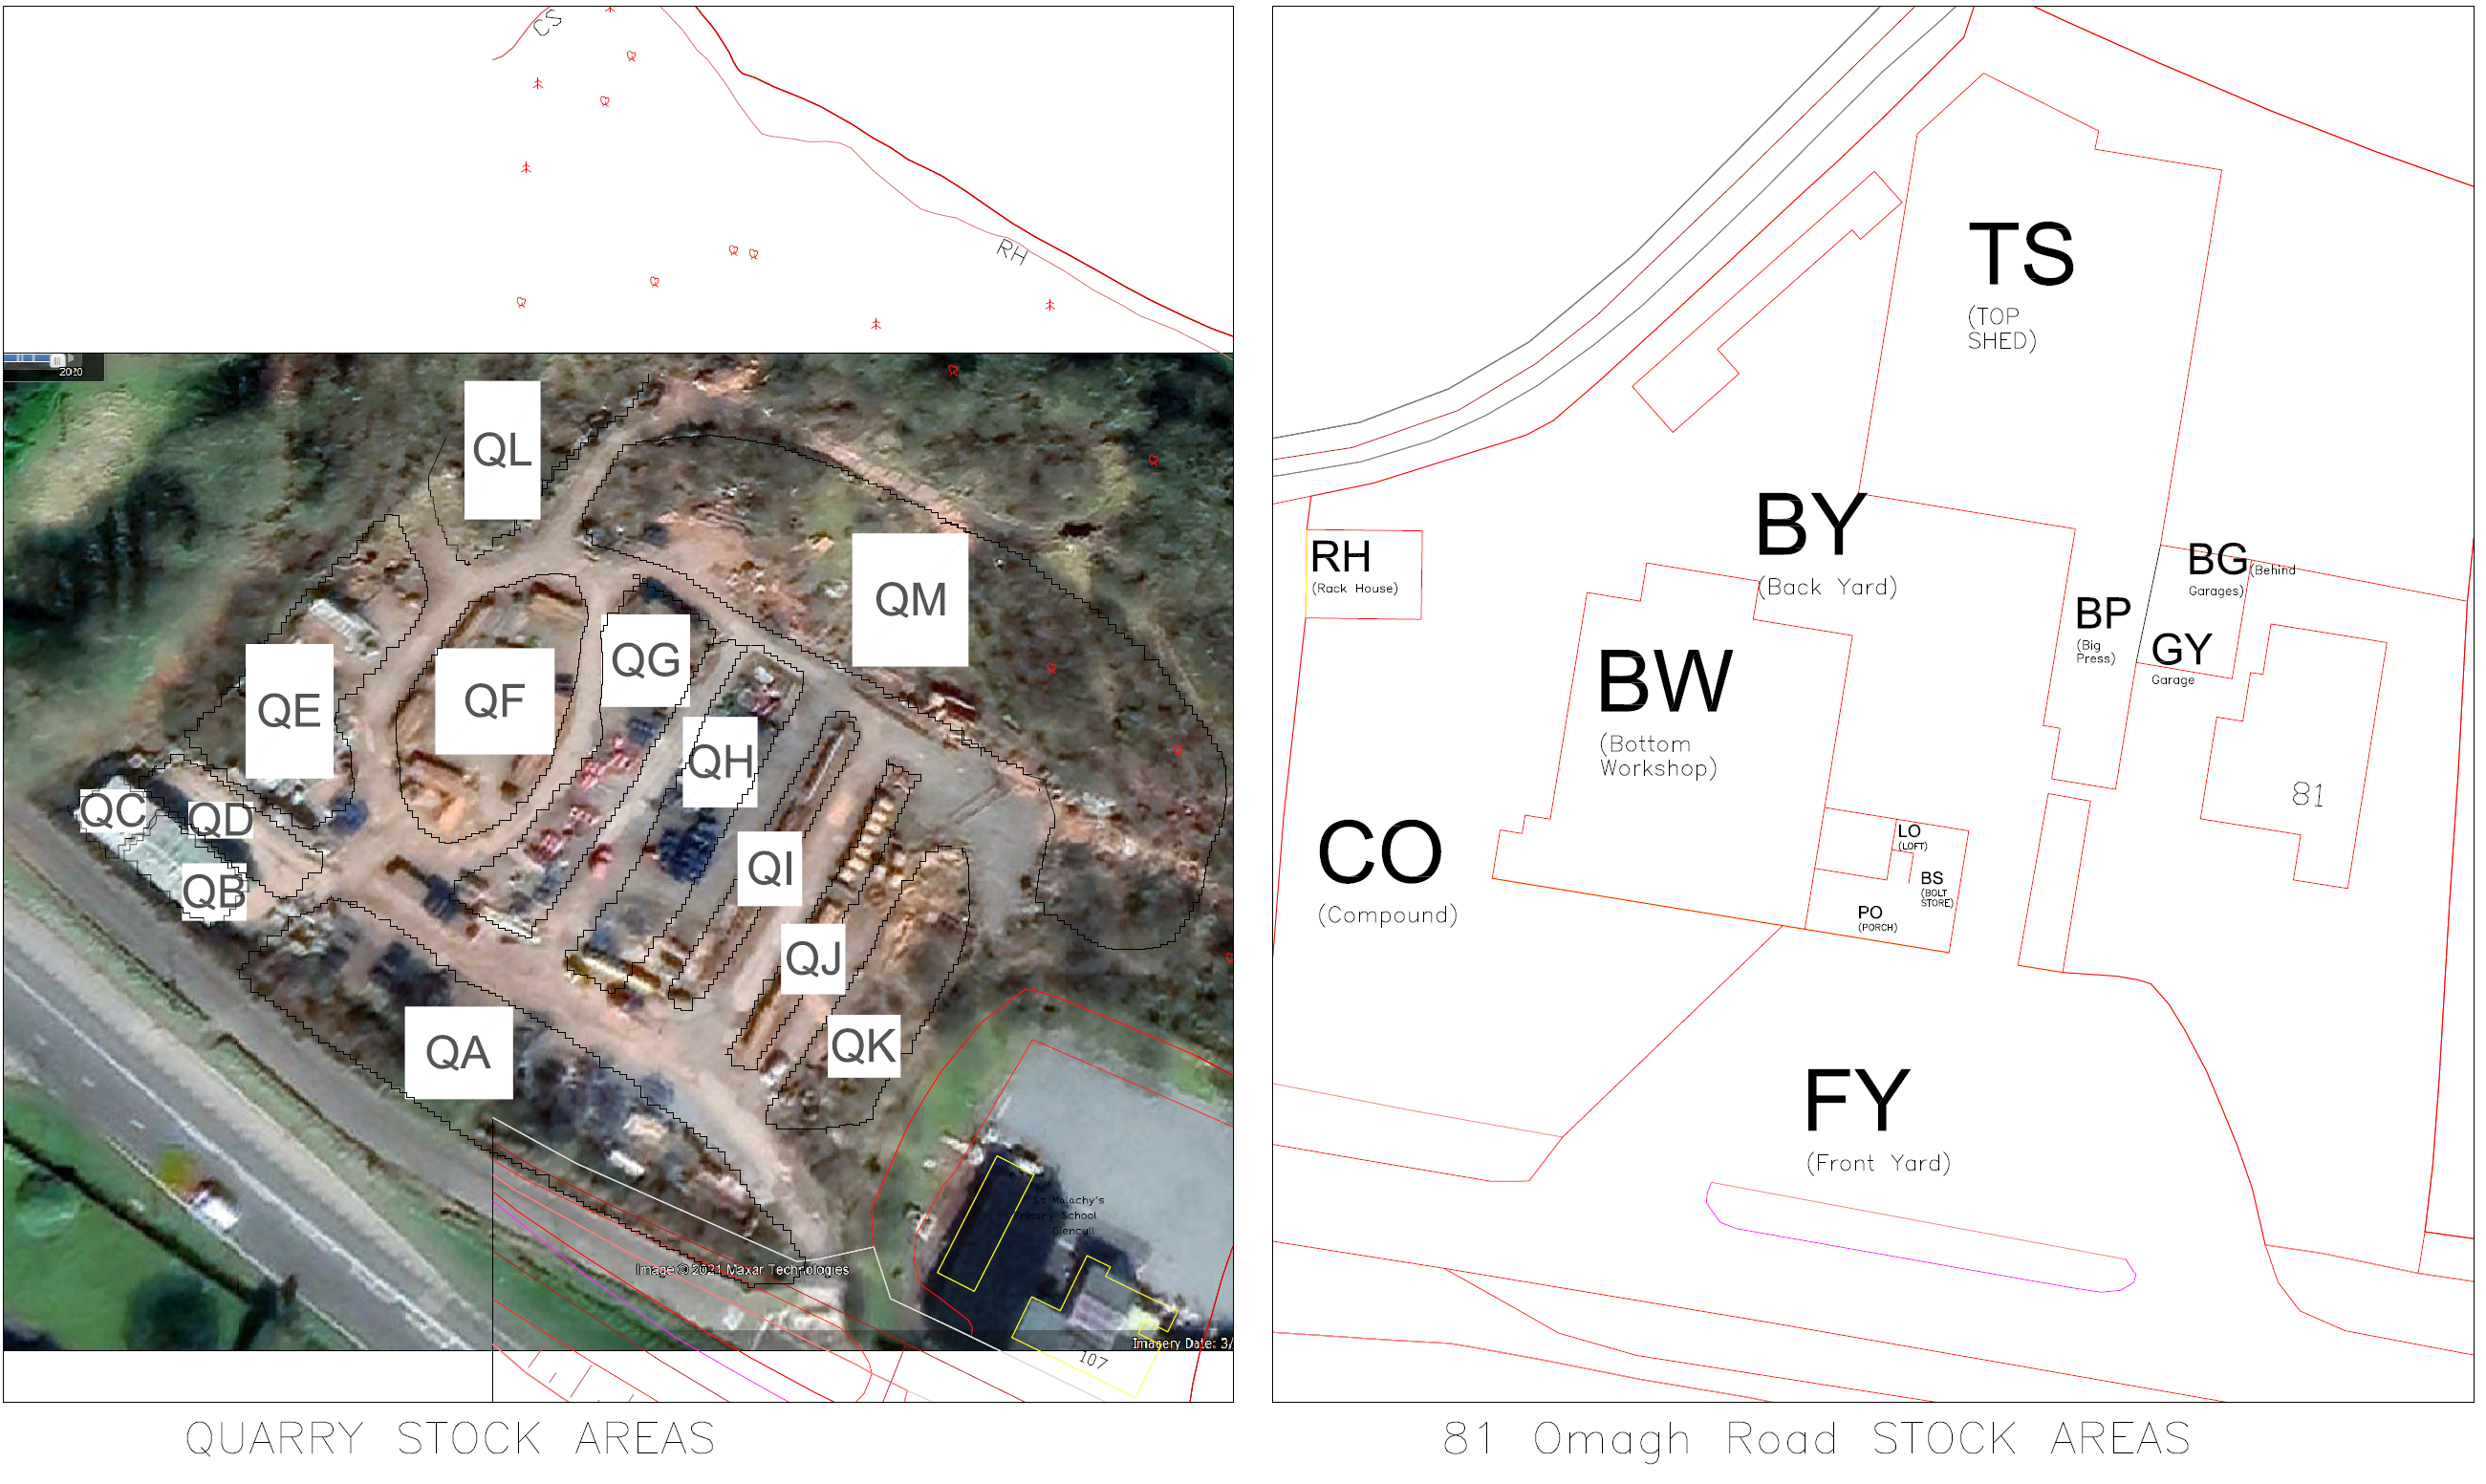 CS
RH
2020
QL
QM
QG
QF
QE
QH
QC
QD
QI
QB
QJ
QK
QA
St Malachy's
Primary School
Glencull
Image © 2021 Maxar Technologies
Imagery Date: 3/
107
QUARRY STOCK AREAS
TS
(TOP
SHED)
BY
(Back Yard)
RH
(Rack House)
BG (Behind
Garages)
BP
(Big
Press)
GY
Garage
BW
(Bottom
Workshop)
81
CO
(Compound)
LO
(LOFT)
BS
(BOLT
STORE)
PO
(PORCH)
FY
(Front Yard)
81 Omagh Road STOCK AREAS